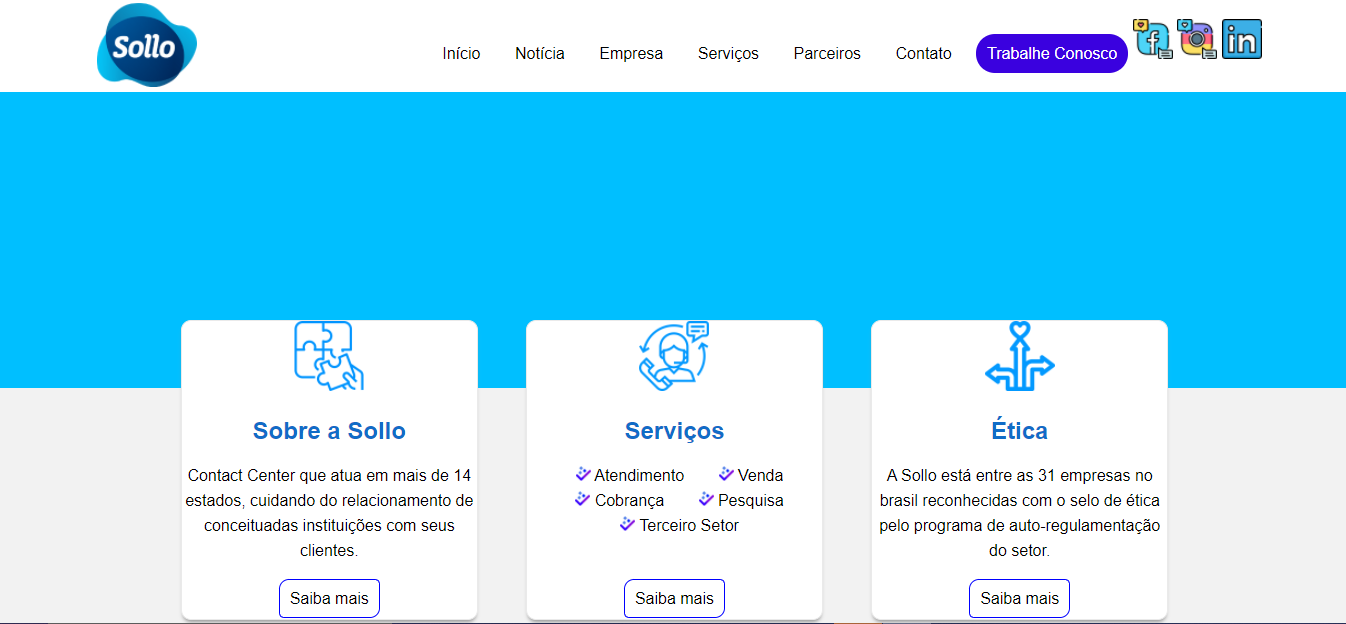 Sollo
Início Notícia Empresa Serviços Parceiros Contato Trabalhe Conosco
Sobre a Sollo
Contact Center que atua em mais de 14
estados, cuidando do relacionamento de
conceituadas instituições com seus
clientes.
Saiba mais
Serviços
Atendimento Venda
Cobrança Pesquisa
Terceiro Setor
Saiba mais
Ética
A Sollo está entre as 31 empresas no
brasil reconhecidas com o selo de ética
pelo programa de auto-regulamentação
do setor.
Saiba mais